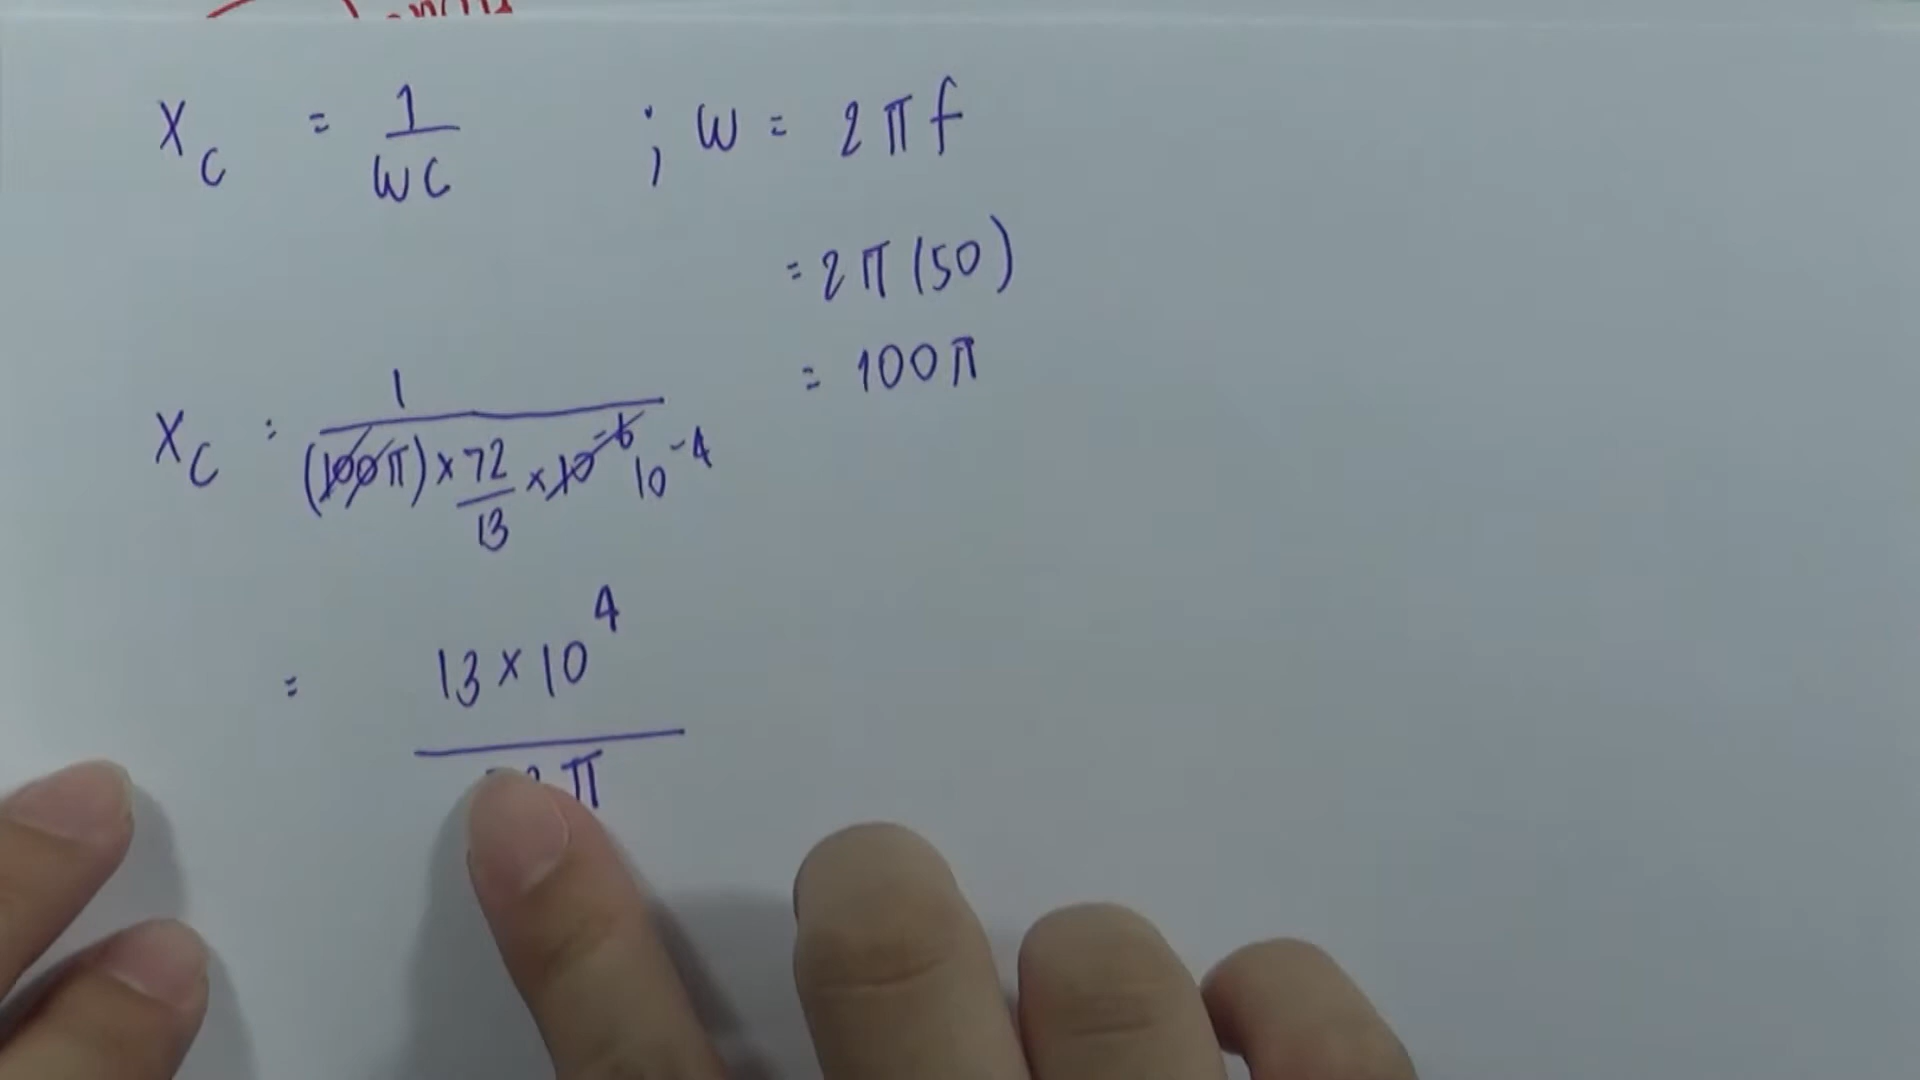 X_C = 1/ωC ; ω = 2πf
= 2π(50)
= 100π
X_C = 1/((100π) × 72/13 × 10^-6 10^-4)
= 13 × 10^4
π